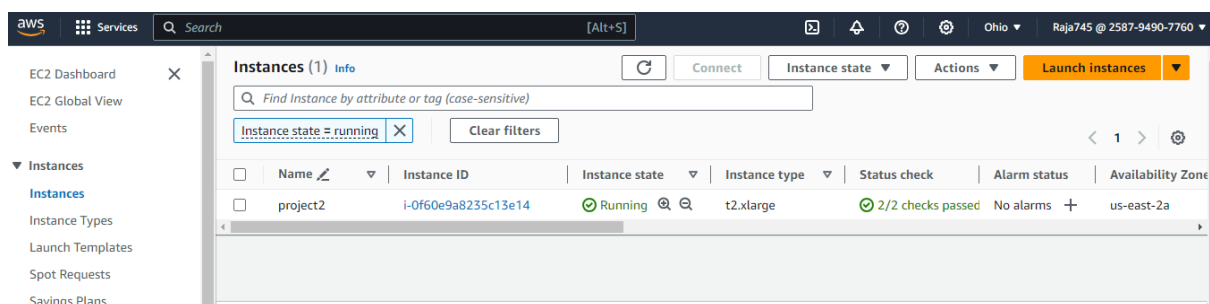 aws Services Search [Alt+S] Ohio Raja745 @ 2587-9490-7760
EC2 Dashboard
EC2 Global View
Events
Instances
Instances
Instance Types
Launch Templates
Spot Requests
Savings Plans
Instances (1) Info Connect Instance state Actions Launch instances
Find Instance by attribute or tag (case-sensitive)
Instance state = running Clear filters
1
Name Instance ID Instance state Instance type Status check Alarm status Availability Zone
project2 i-0f60e9a8235c13e14 Running t2.xlarge 2/2 checks passed No alarms + us-east-2a